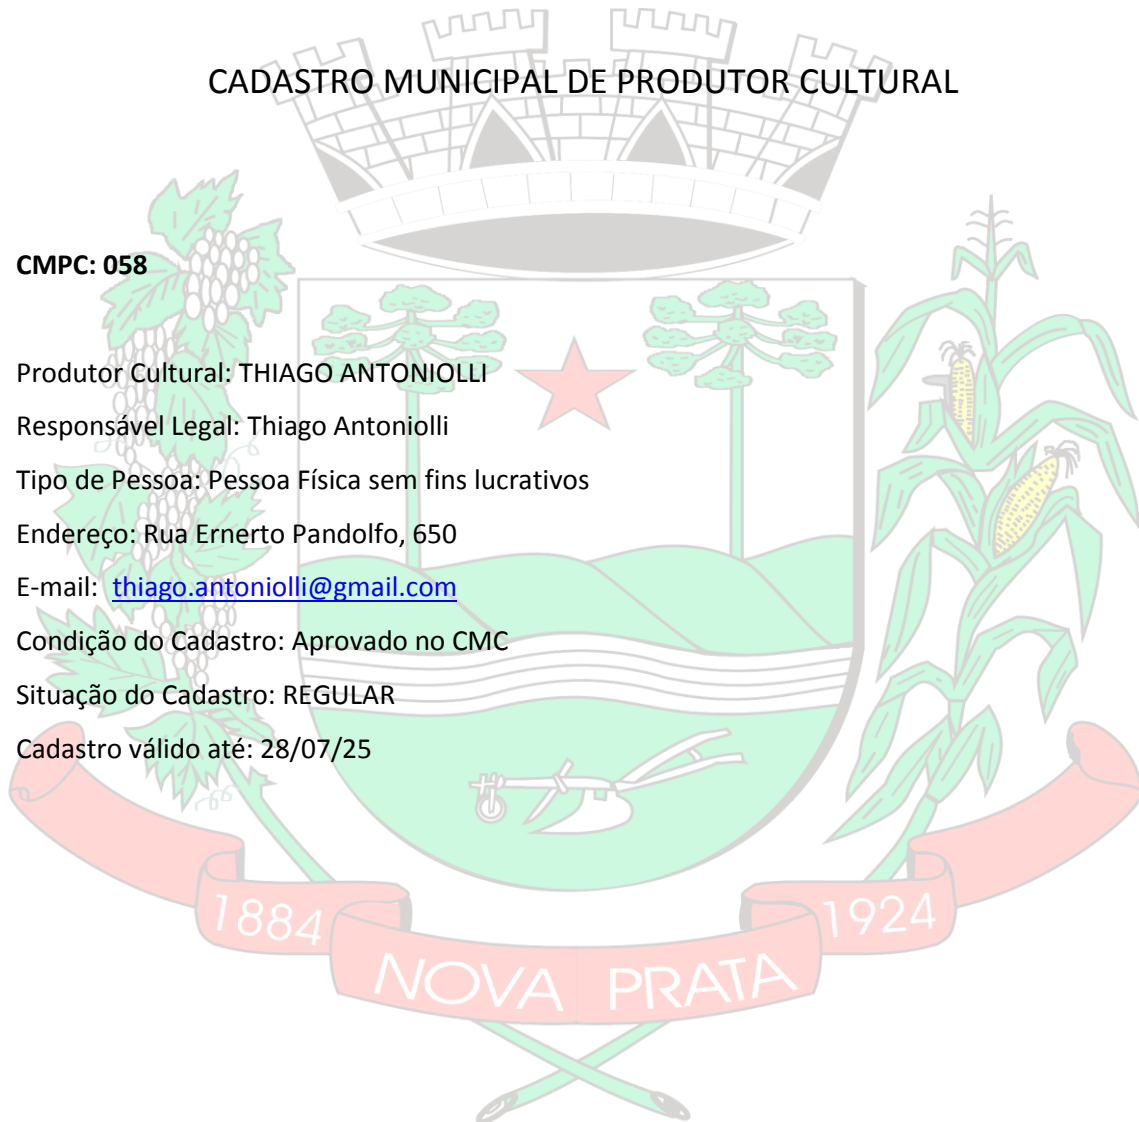 CADASTRO MUNICIPAL DE PRODUTOR CULTURAL
CMPC: 058
Produtor Cultural: THIAGO ANTONIOLLI
Responsável Legal: Thiago Antoniolli
Tipo de Pessoa: Pessoa Física sem fins lucrativos
Endereço: Rua Ernerto Pandolfo, 650
E-mail: thiago.antoniolli@gmail.com
Condição do Cadastro: Aprovado no CMC
Situação do Cadastro: REGULAR
Cadastro válido até: 28/07/25
1884
1924
NOVA PRATA